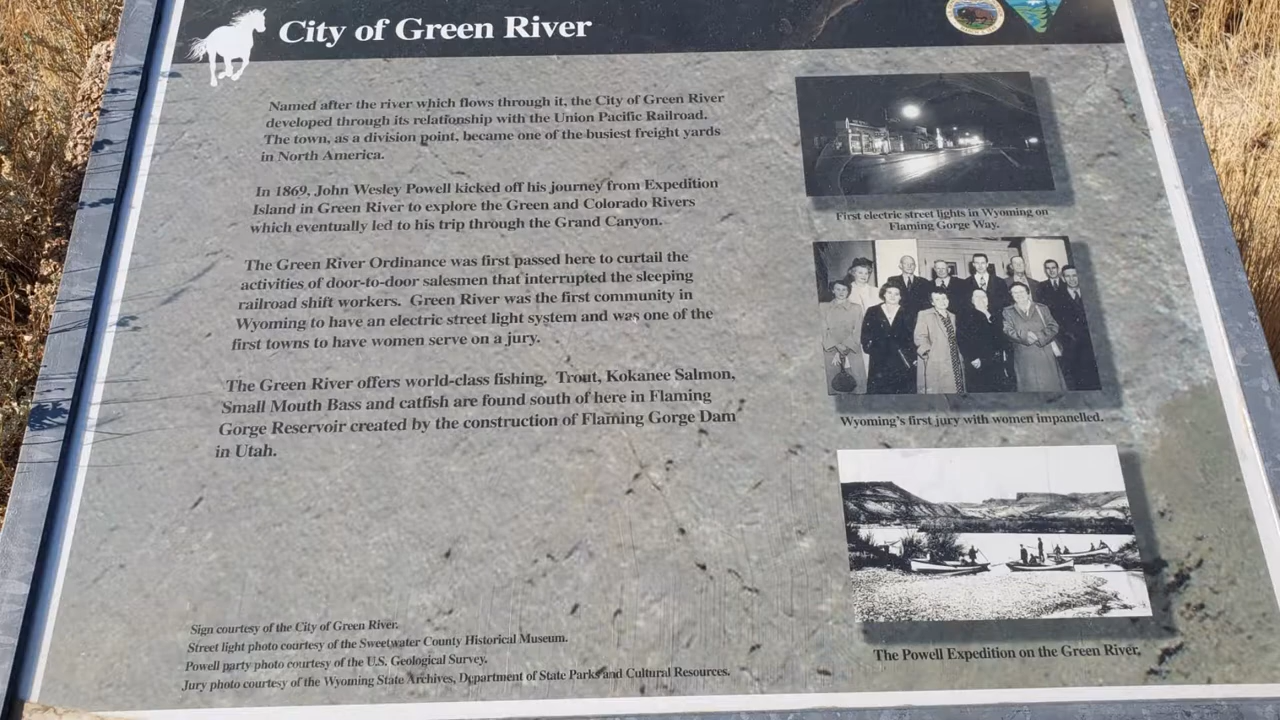 City of Green River
Named after the river which flows through it, the City of Green River
developed through its relationship with the Union Pacific Railroad.
The town, as a division point, became one of the busiest freight yards
in North America.
In 1869, John Wesley Powell kicked off his journey from Expedition
Island in Green River to explore the Green and Colorado Rivers
which eventually led to his trip through the Grand Canyon.
The Green River Ordinance was first passed here to curtail the
activities of door-to-door salesmen that interrupted the sleeping
railroad shift workers. Green River was the first community in
Wyoming to have an electric street light system and was one of the
first towns to have women serve on a jury.
The Green River offers world-class fishing. Trout, Kokanee Salmon,
Small Mouth Bass and catfish are found south of here in Flaming
Gorge Reservoir created by the construction of Flaming Gorge Dam
in Utah.
First electric street lights in Wyoming on
Flaming Gorge Way.
Wyoming's first jury with women impanelled.
The Powell Expedition on the Green River.
Sign courtesy of the City of Green River.
Street light photo courtesy of the Sweetwater County Historical Museum.
Powell party photo courtesy of the U.S. Geological Survey.
Jury photo courtesy of the Wyoming State Archives, Department of State Parks and Cultural Resources.